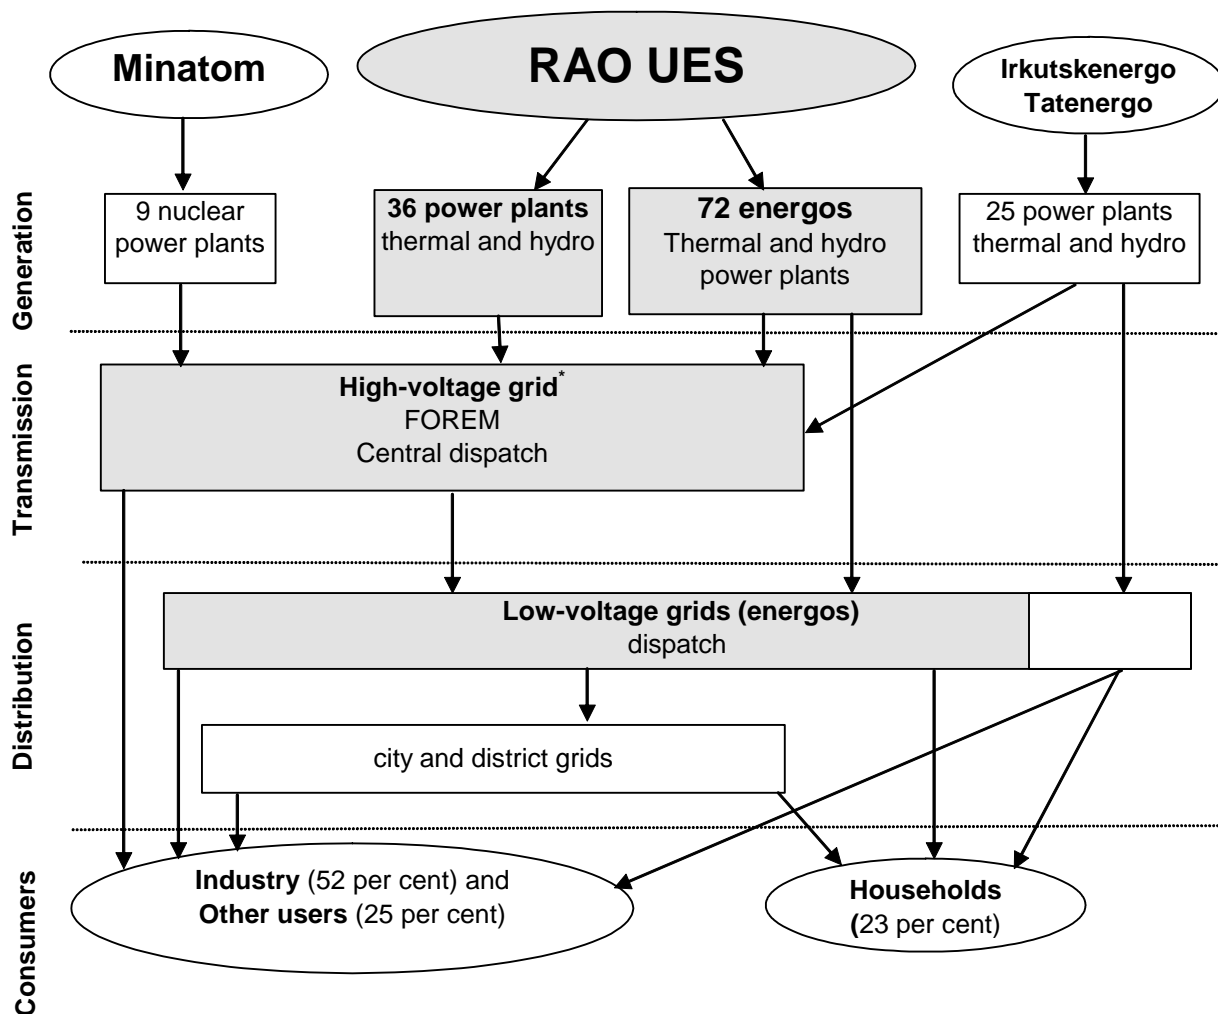 Minatom
RAO UES
Irkutskenergo
Tatenergo
Generation
9 nuclear
power plants
36 power plants
thermal and hydro
72 energos
Thermal and hydro
power plants
25 power plants
thermal and hydro
Transmission
High-voltage grid*
FOREM
Central dispatch
Distribution
Low-voltage grids (energos)
dispatch
city and district grids
Consumers
Industry (52 per cent) and
Other users (25 per cent)
Households
(23 per cent)